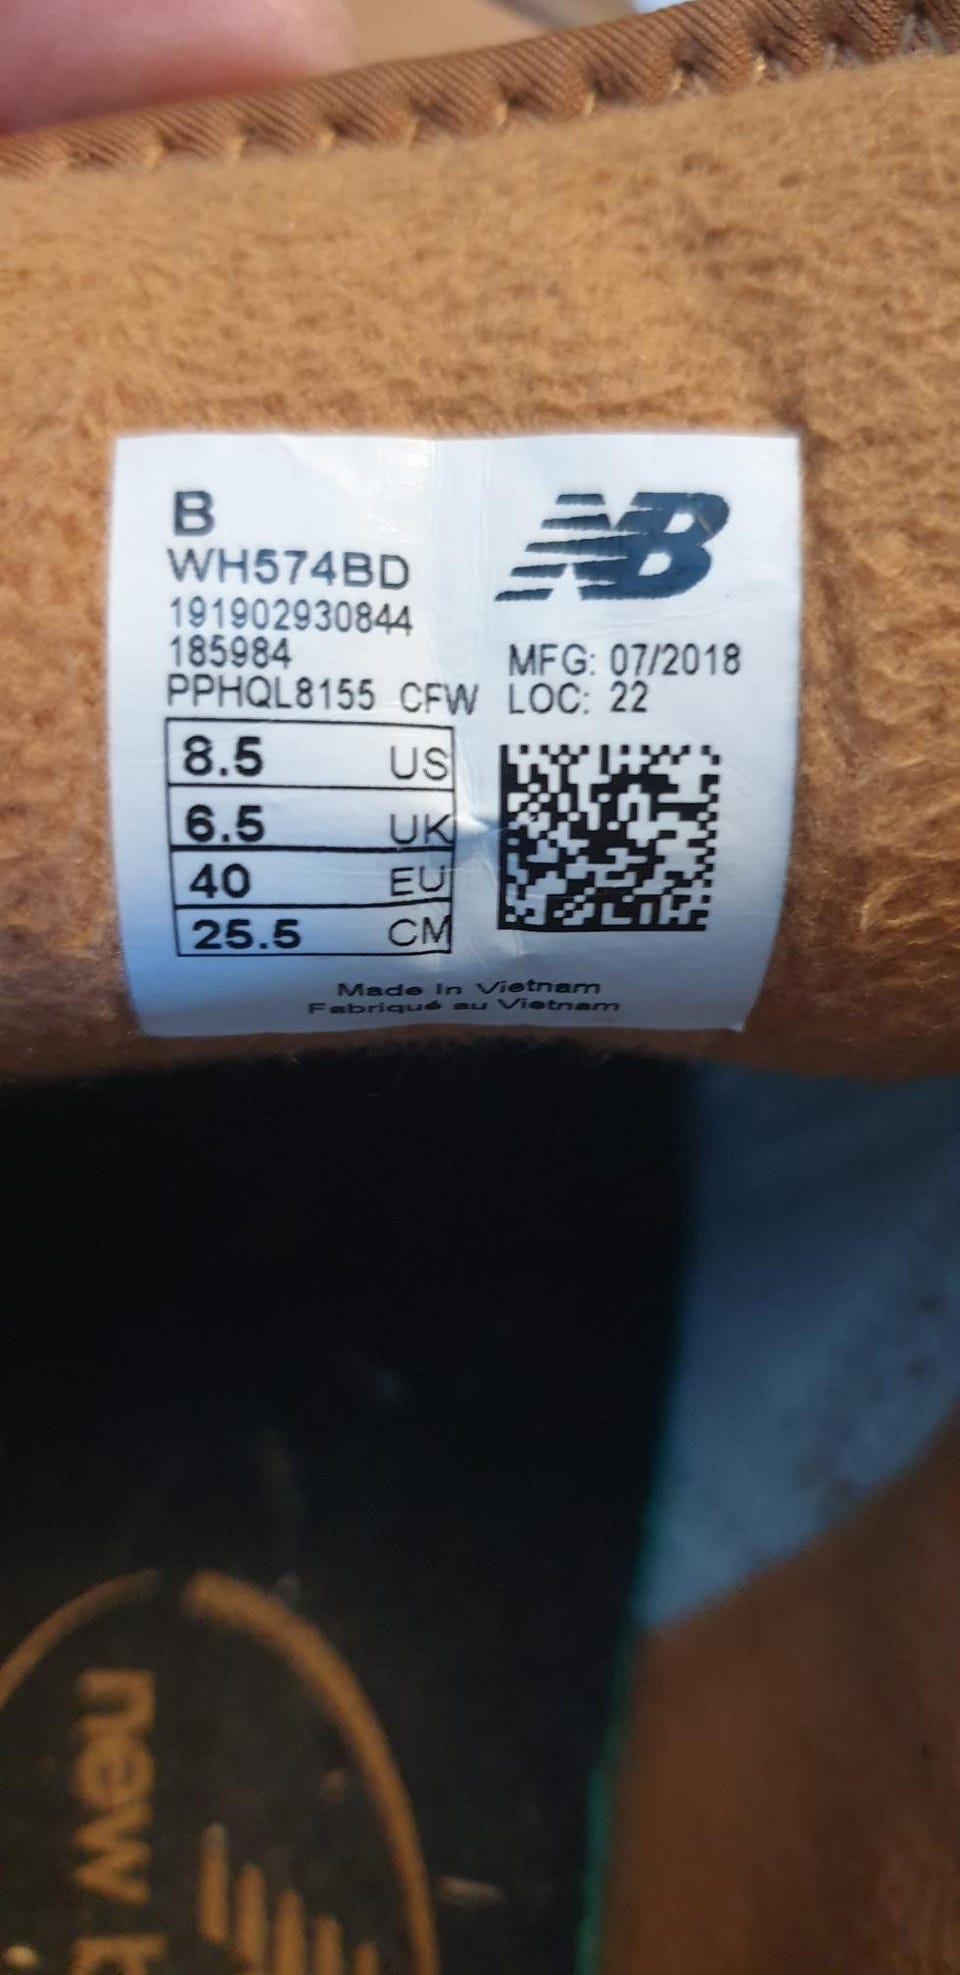 B
WH574BD
191902930844
185984
PPHQL8155 CFW
NB
MFG: 07/2018
LOC: 22
8.5 US
6.5 UK
40 EU
25.5 CM
Made In Vietnam
Fabriqué au Vietnam
new